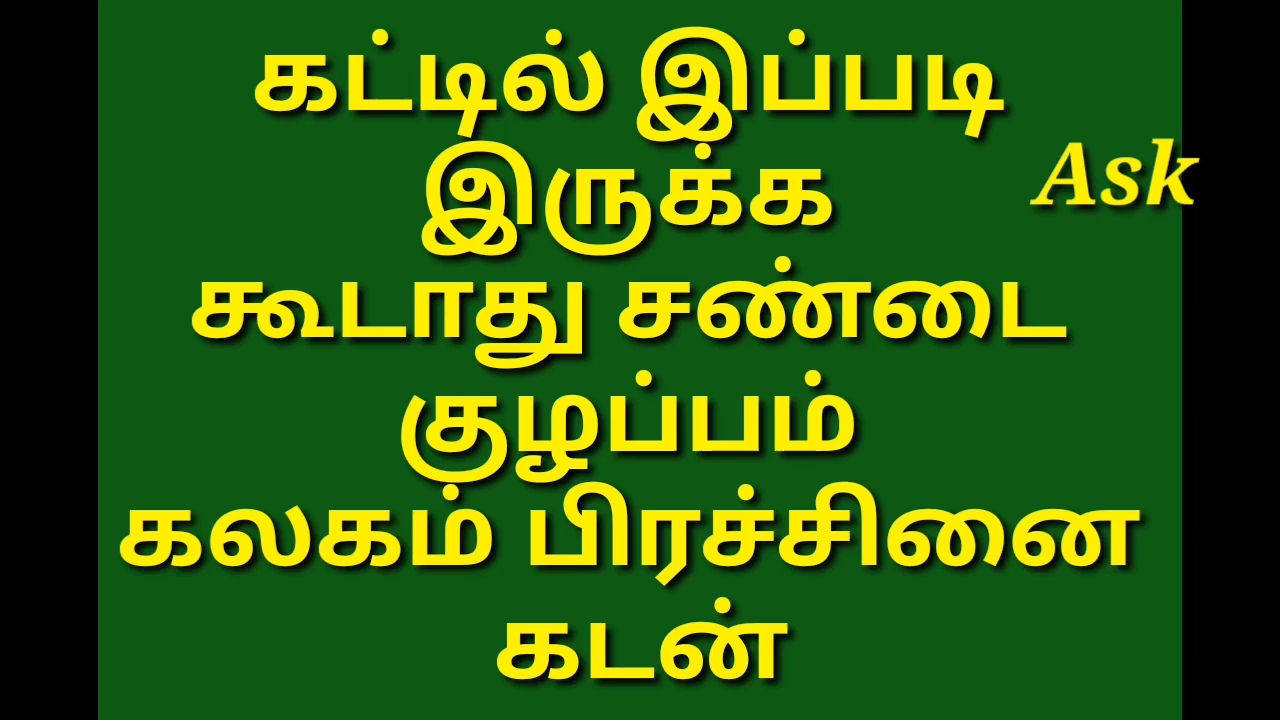 கட்டில் இப்படி
இருக்க
Ask
கூடாது சண்டை
குழப்பம்
கலகம் பிரச்சினை
கடன்